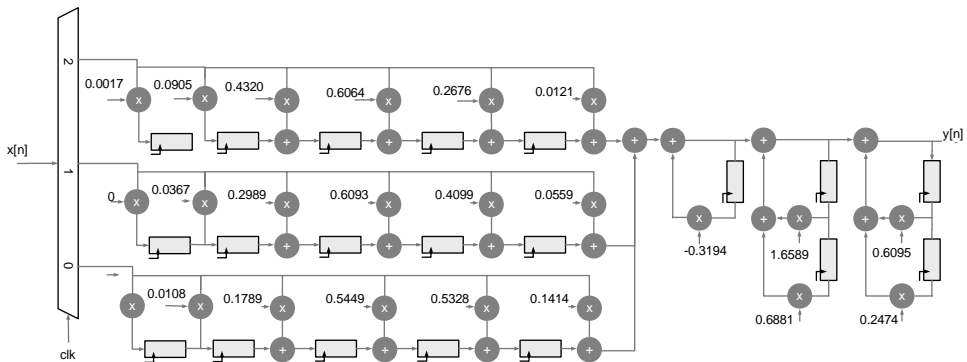 2
0.0017
0.0905
0.4320
0.6064
0.2676
0.0121
x x x x x x
+ + + +
x[n]
+ + + +
y[n]
1
0
0.0367
0.2989
0.6093
0.4099
0.0559
x x x x x x
x + x + x
-0.3194
1.6589
0.6095
+ + + +
0
0.0108
0.1789
0.5449
0.5328
0.1414
x x x x x x
x x
0.6881
0.2474
+ + + +
clk